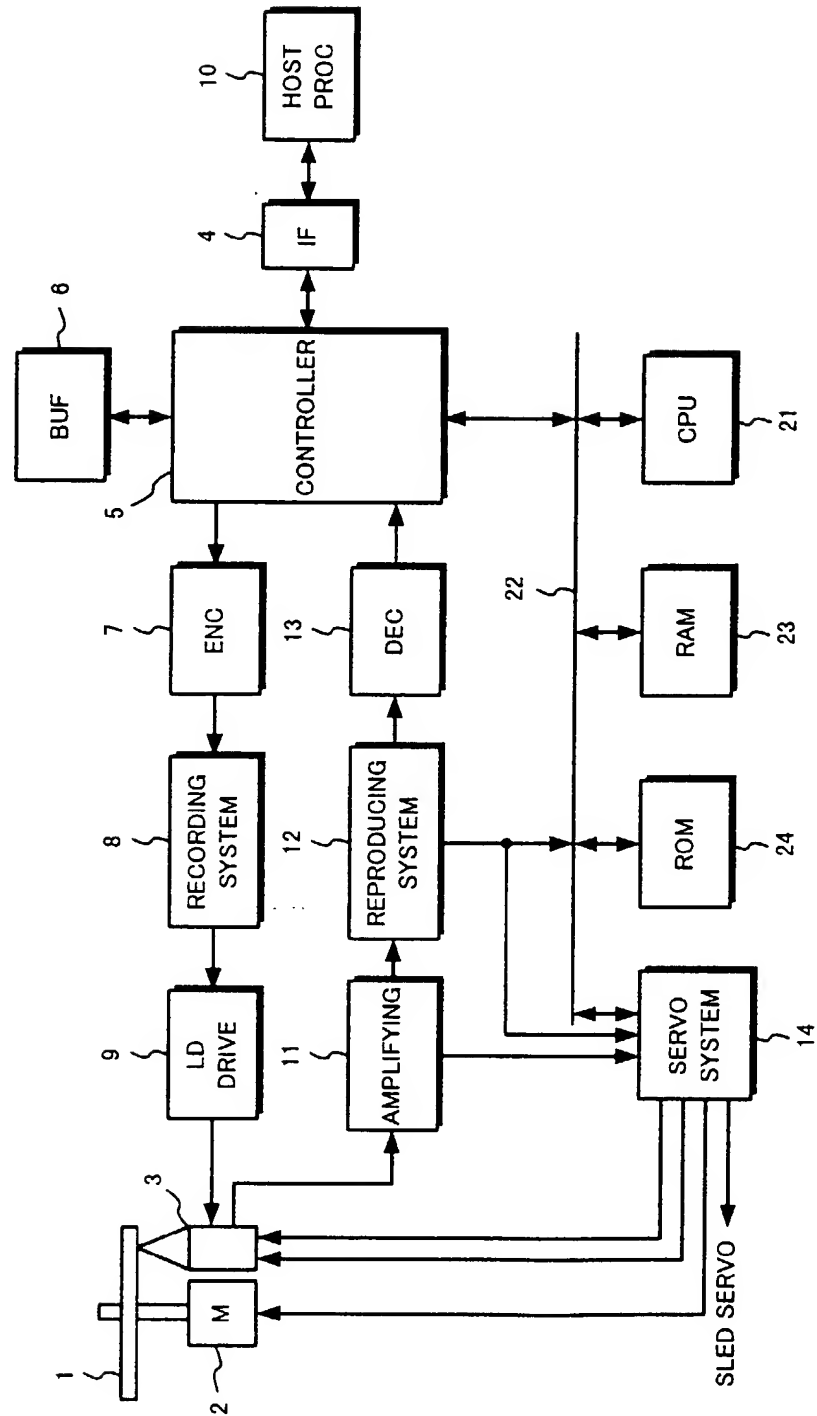 1
2
M
3
9
LD
DRIVE
8
RECORDING
SYSTEM
7
ENC
5
CONTROLLER
6
BUF
4
IF
10
HOST
PROC
11
AMPLIFYING
12
REPRODUCING
SYSTEM
13
DEC
22
SLED SERVO
SERVO
SYSTEM
14
ROM
24
RAM
23
CPU
21